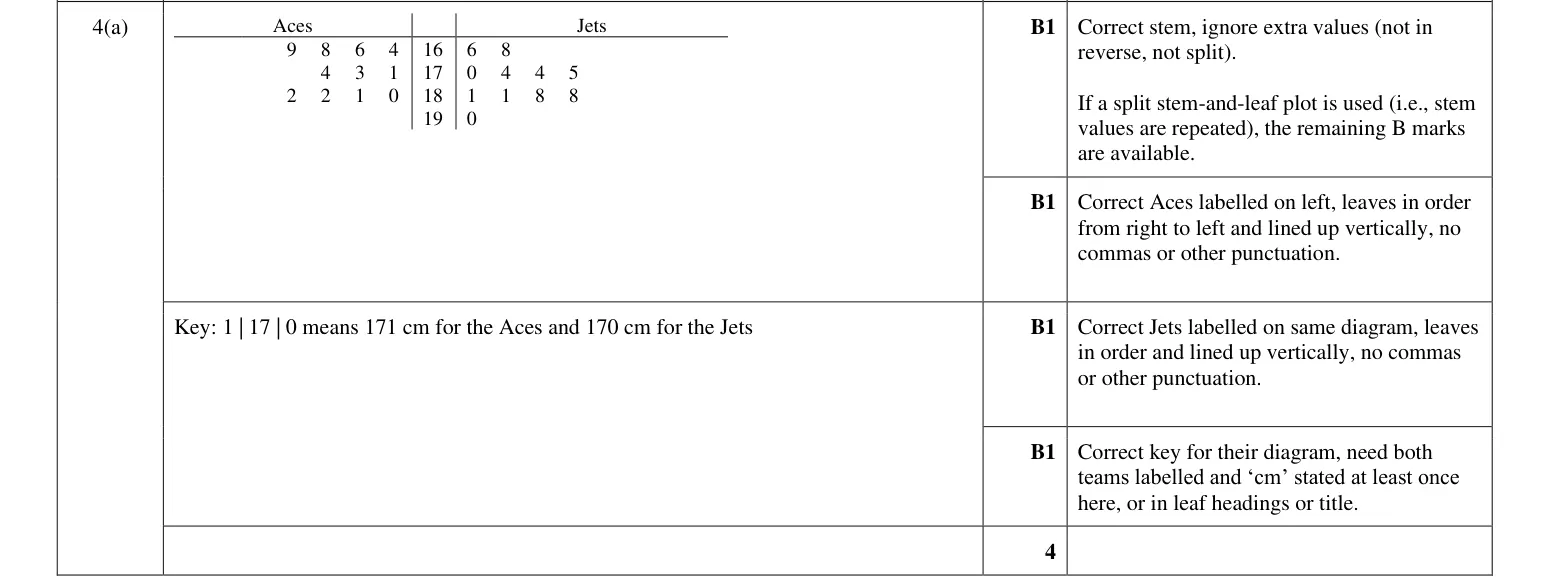 4(a)
Aces Jets
9 8 6 4 16 6 8
4 3 1 17 0 4 4 5
2 2 1 0 18 1 1 8 8
19 0
B1 Correct stem, ignore extra values (not in
reverse, not split).
If a split stem-and-leaf plot is used (i.e., stem
values are repeated), the remaining B marks
are available.
B1 Correct Aces labelled on left, leaves in order
from right to left and lined up vertically, no
commas or other punctuation.
Key: 1 | 17 | 0 means 171 cm for the Aces and 170 cm for the Jets
B1 Correct Jets labelled on same diagram, leaves
in order and lined up vertically, no commas
or other punctuation.
B1 Correct key for their diagram, need both
teams labelled and ‘cm’ stated at least once
here, or in leaf headings or title.
4